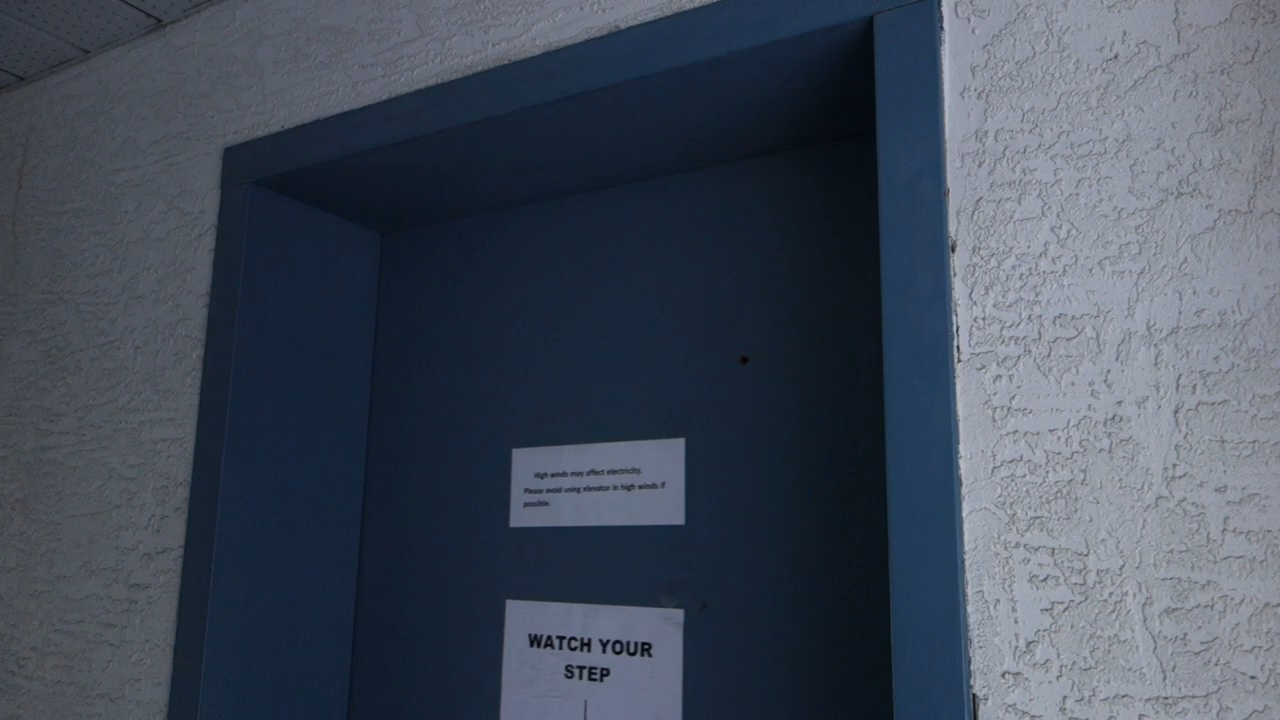 High winds may affect electricity.
Please avoid using elevator in high winds if
possible.
WATCH YOUR
STEP